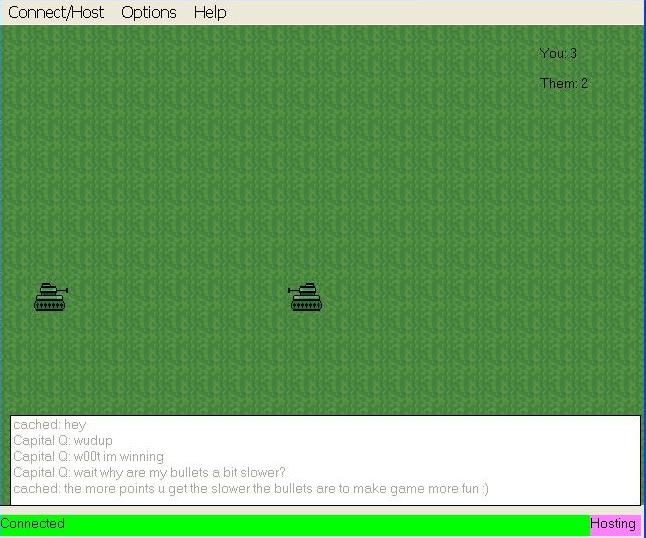 Connect/Host Options Help
You: 3
Them: 2
cached: hey
Capital Q: wudup
Capital Q: w00t im winning
Capital Q: wait why are my bullets a bit slower?
cached: the more points u get the slower the bullets are to make game more fun :)
Connected Hosting